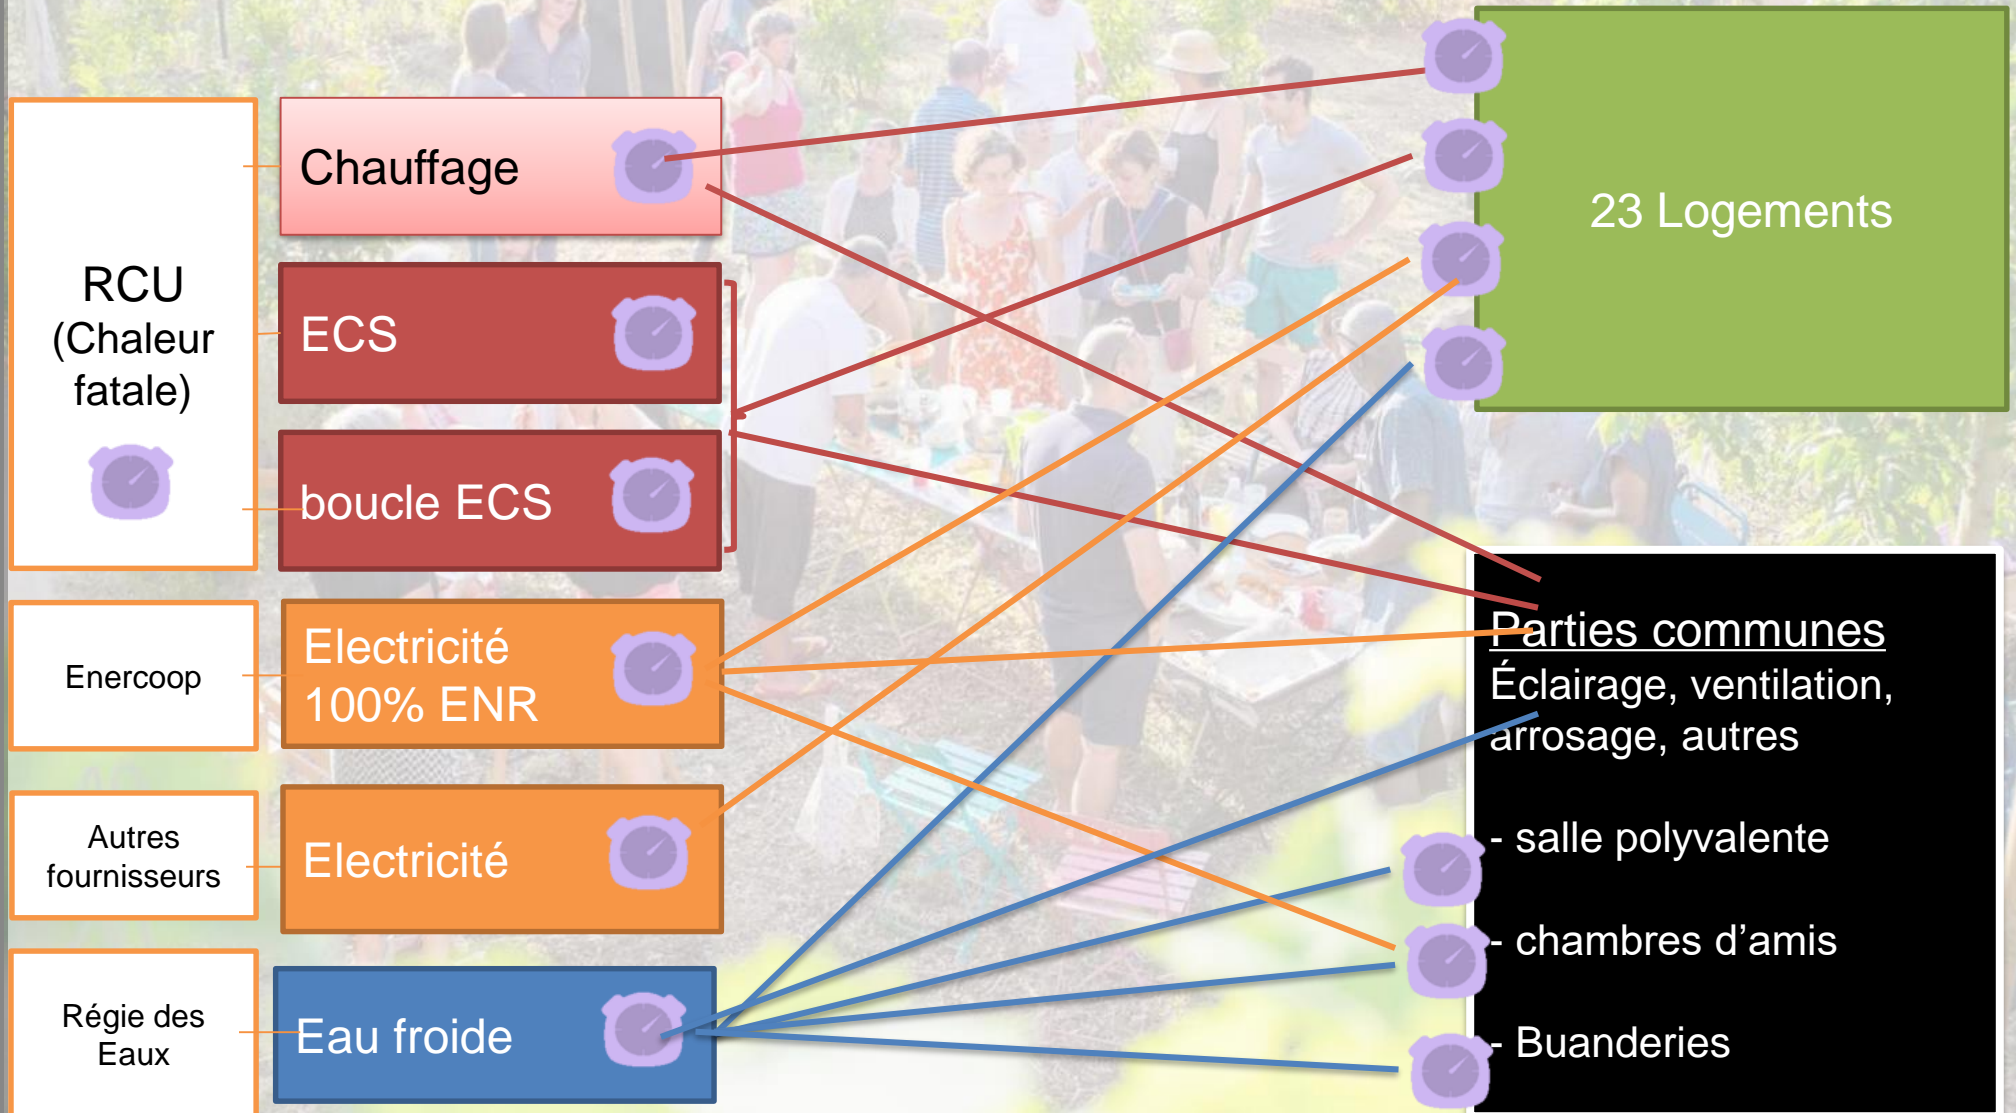 RCU
(Chaleur
fatale)
Chauffage
ECS
boucle ECS
Enercoop
Electricité
100% ENR
Autres
fournisseurs
Electricité
Régie des
Eaux
Eau froide
23 Logements
Parties communes
Éclairage, ventilation,
arrosage, autres
- salle polyvalente
- chambres d’amis
- Buanderies